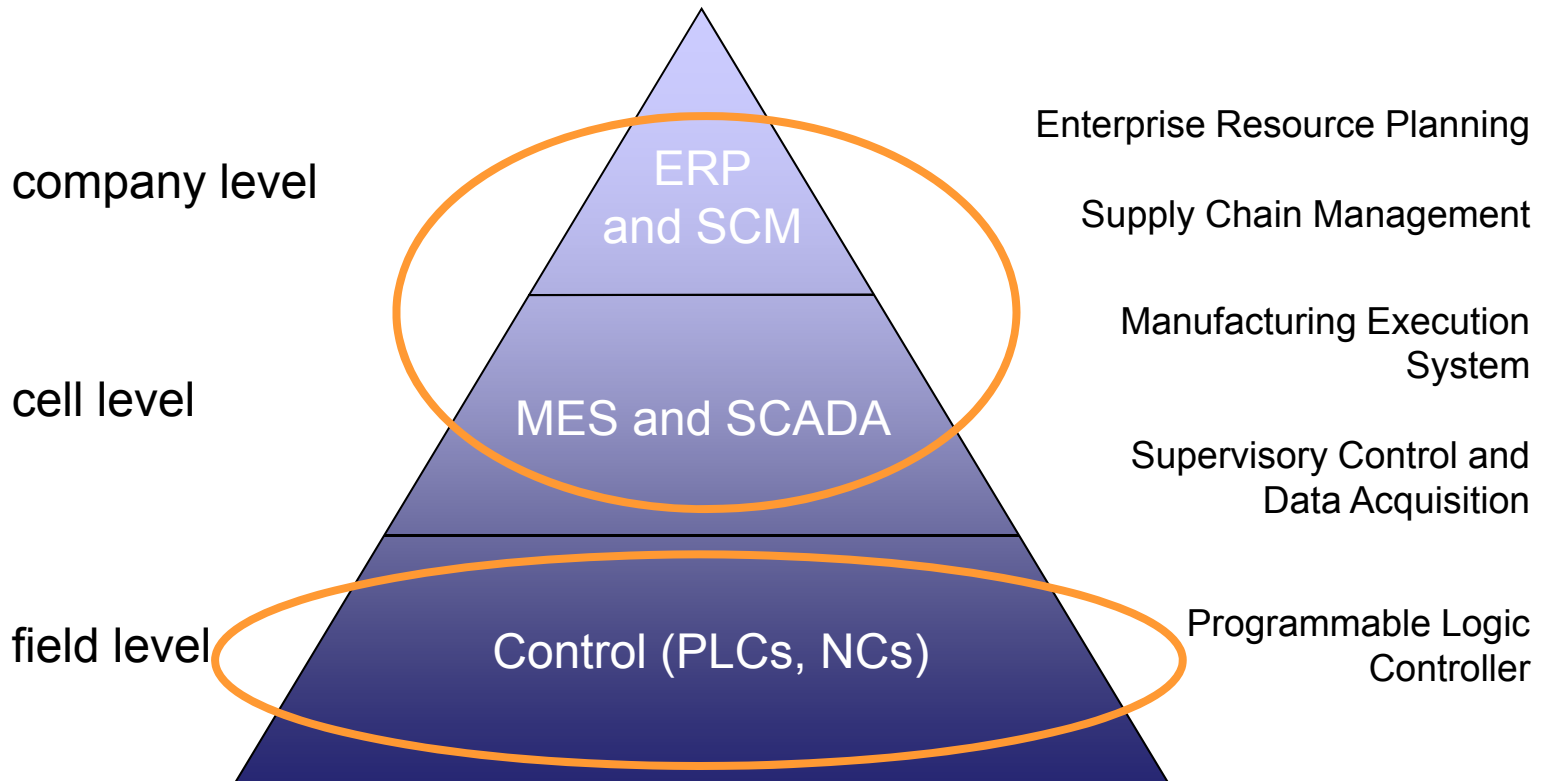 company level
ERP
and SCM
Enterprise Resource Planning
Supply Chain Management
cell level
MES and SCADA
Manufacturing Execution
System
Supervisory Control and
Data Acquisition
field level
Control (PLCs, NCs)
Programmable Logic
Controller